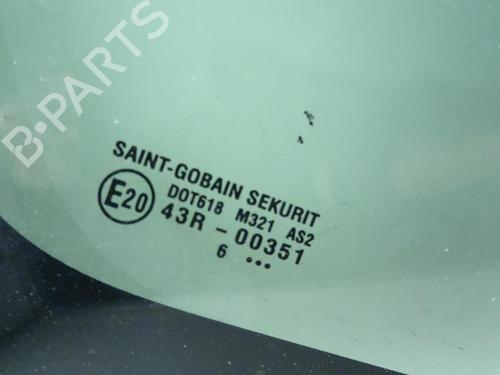 B-PARTS
SAINT-GOBAIN SEKURIT
E20 DOT618 M321 AS2
43R - 00351
6 ...